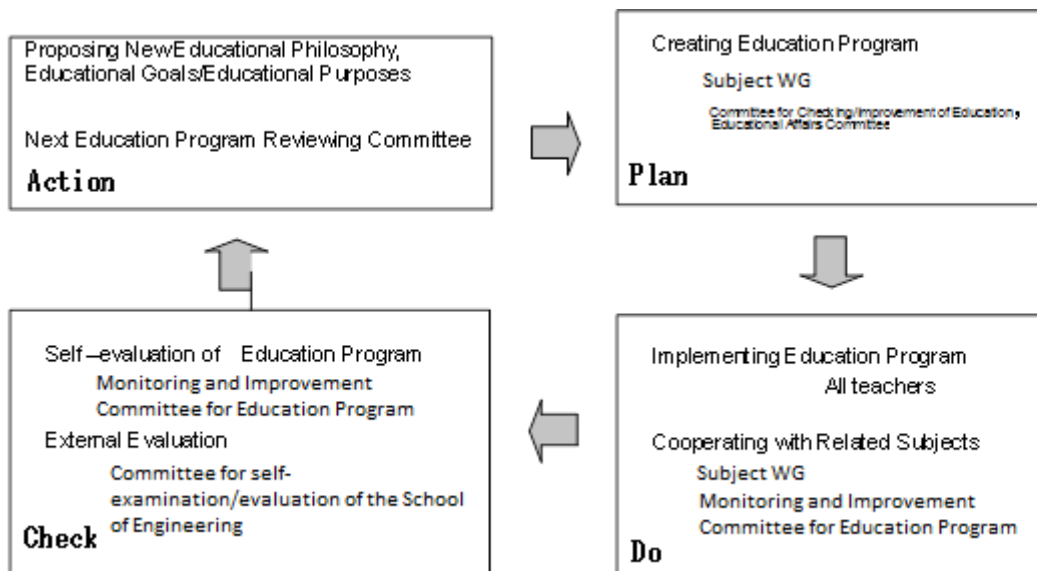 Proposing New/Educational Philosophy,
Educational Goals/Educational Purposes
Next Education Program Reviewing Committee
Action
Creating Education Program
Subject WG
Committee for Checking/Improvement of Education,
Educational Affairs Committee
Plan
Self-evaluation of Education Program
Monitoring and Improvement
Committee for Education Program
External Evaluation
Committee for self-
examination/evaluation of the School
of Engineering
Check
Implementing Education Program
All teachers
Cooperating with Related Subjects
Subject WG
Monitoring and Improvement
Committee for Education Program
Do